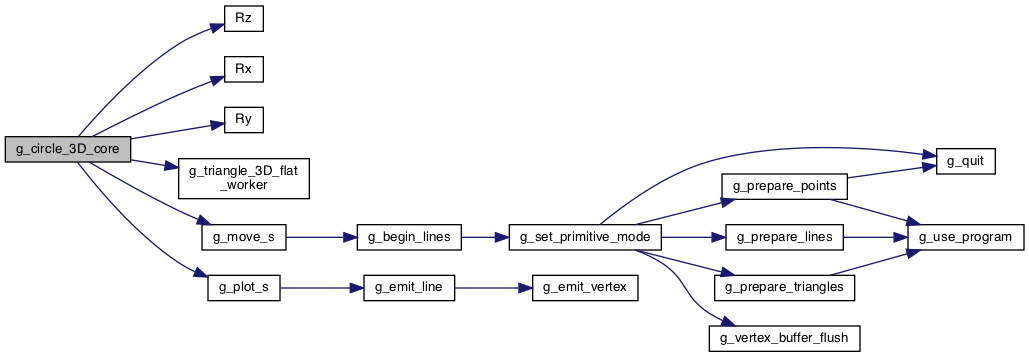 Rz
Rx
Ry
g_circle_3D_core
g_triangle_3D_flat
_worker
g_move_s
g_begin_lines
g_set_primitive_mode
g_quit
g_prepare_points
g_prepare_lines
g_use_program
g_prepare_triangles
g_vertex_buffer_flush
g_plot_s
g_emit_line
g_emit_vertex